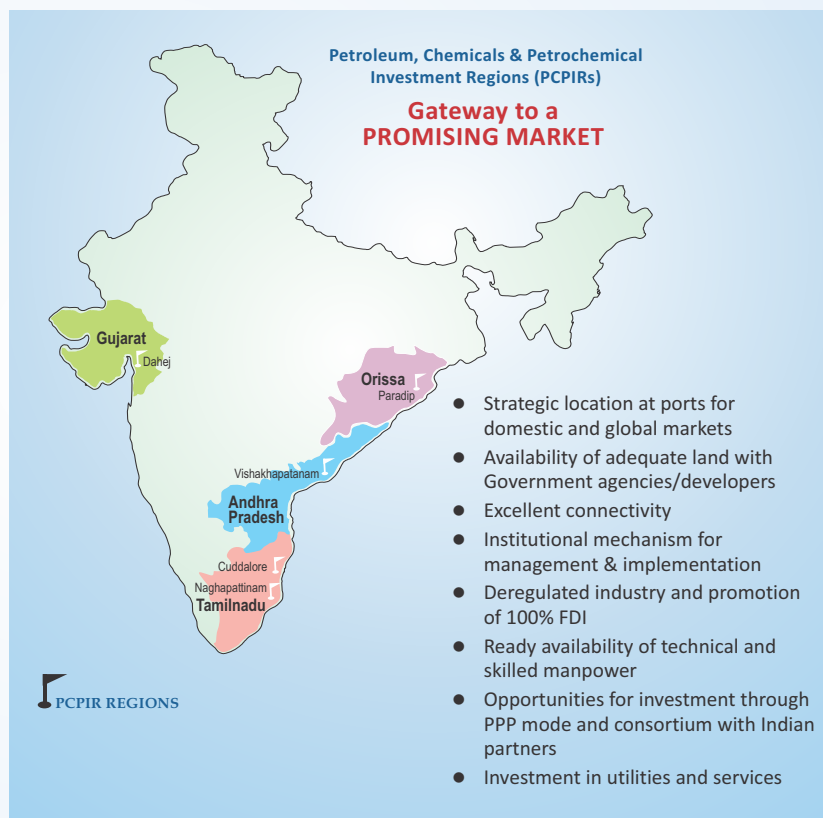 Petroleum, Chemicals & Petrochemical
Investment Regions (PCPIRs)
Gateway to a
PROMISING MARKET
Gujarat
Dahej
Orissa
Paradip
Vishakhapatanam
Andhra
Pradesh
Cuddalore
Naghapattinam
Tamilnadu
PCPIR REGIONS
● Strategic location at ports for
domestic and global markets
● Availability of adequate land with
Government agencies/developers
● Excellent connectivity
● Institutional mechanism for
management & implementation
● Deregulated industry and promotion
of 100% FDI
● Ready availability of technical and
skilled manpower
● Opportunities for investment through
PPP mode and consortium with Indian
partners
● Investment in utilities and services